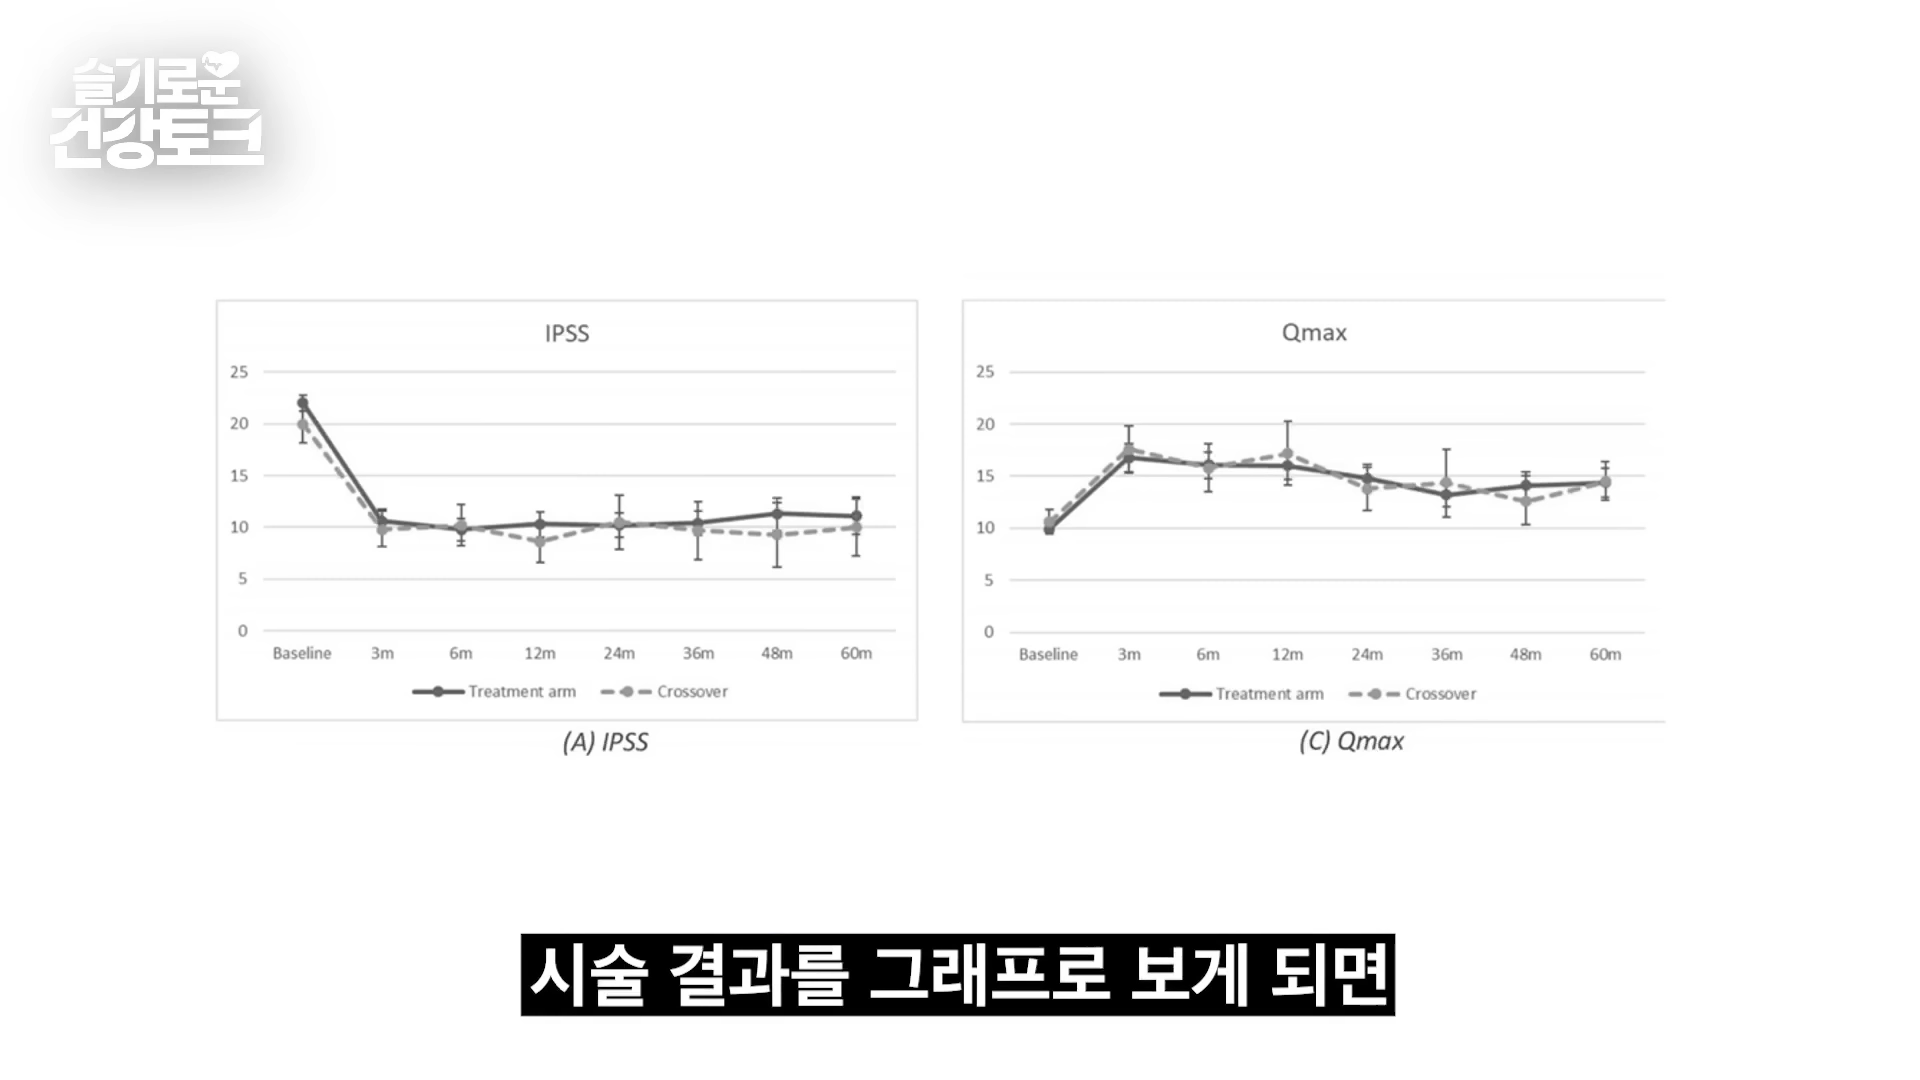 슬기로운
건강토크
IPSS
25
20
15
10
5
0
Baseline 3m 6m 12m 24m 36m 48m 60m
Treatment arm Crossover
(A) IPSS
Qmax
25
20
15
10
5
0
Baseline 3m 6m 12m 24m 36m 48m 60m
Treatment arm Crossover
(C) Qmax
시술 결과를 그래프로 보게 되면